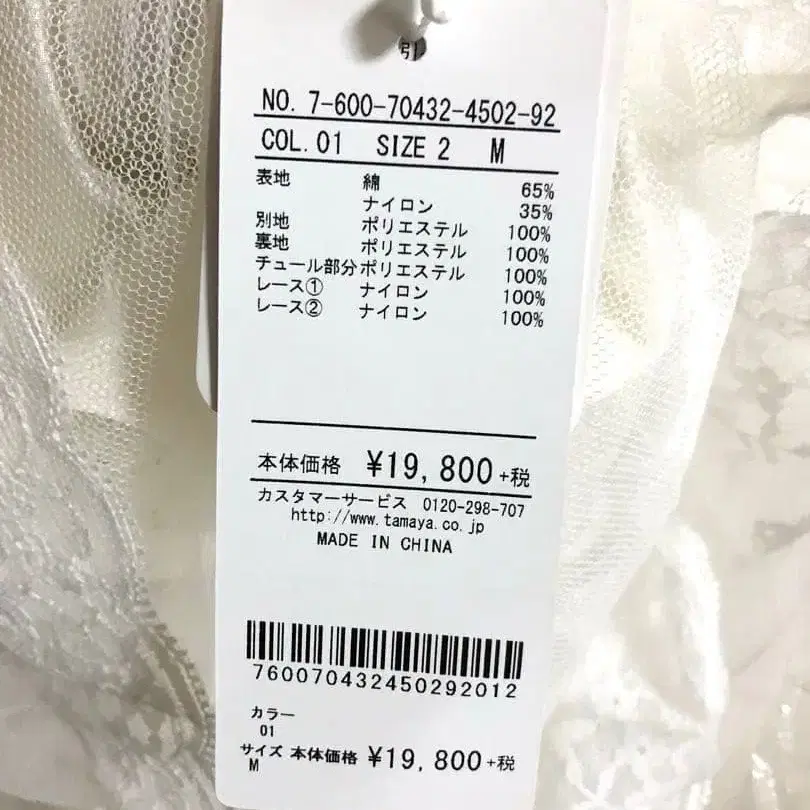 引
NO. 7-600-70432-4502-92
COL. 01 SIZE 2 M
表地 綿 65%
ナイロン 35%
別地 ポリエステル 100%
裏地 ポリエステル 100%
チュール部分 ポリエステル 100%
レース① ナイロン 100%
レース② ナイロン 100%
本体価格 ¥19,800+税
カスタマーサービス 0120-298-707
http://www.tamaya.co.jp
MADE IN CHINA
760070432450292012
カラー
01
サイズ 本体価格 ¥19,800+税
M